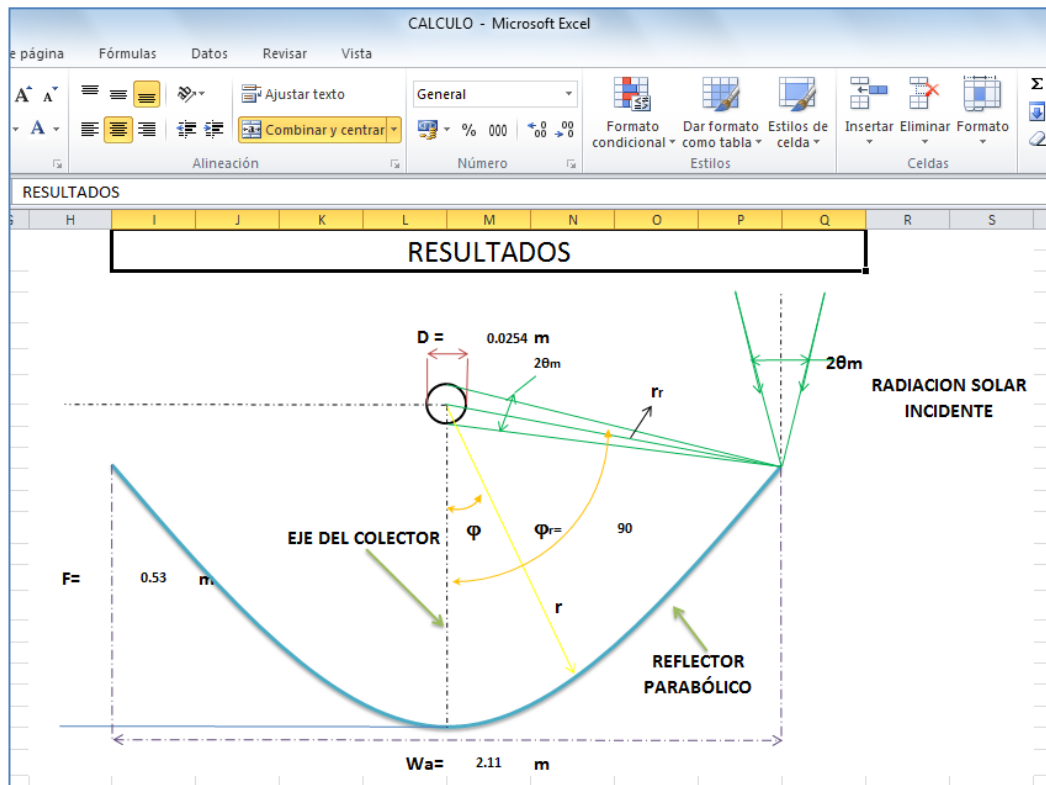 CALCULO - Microsoft Excel
e página Fórmulas Datos Revisar Vista
A A Ajustar texto General Σ
A Combinar y centrar % 000 Formato condicional Dar formato como tabla Estilos de celda Insertar Eliminar Formato
Alineación Número Estilos Celdas
RESULTADOS
H I J K L M N O P Q R S
RESULTADOS
D = 0.0254 m
2θm
2θm
rr
RADIACION SOLAR
INCIDENTE
EJE DEL COLECTOR
φ
φr= 90
F= 0.53 m
r
REFLECTOR
PARABÓLICO
Wa= 2.11 m